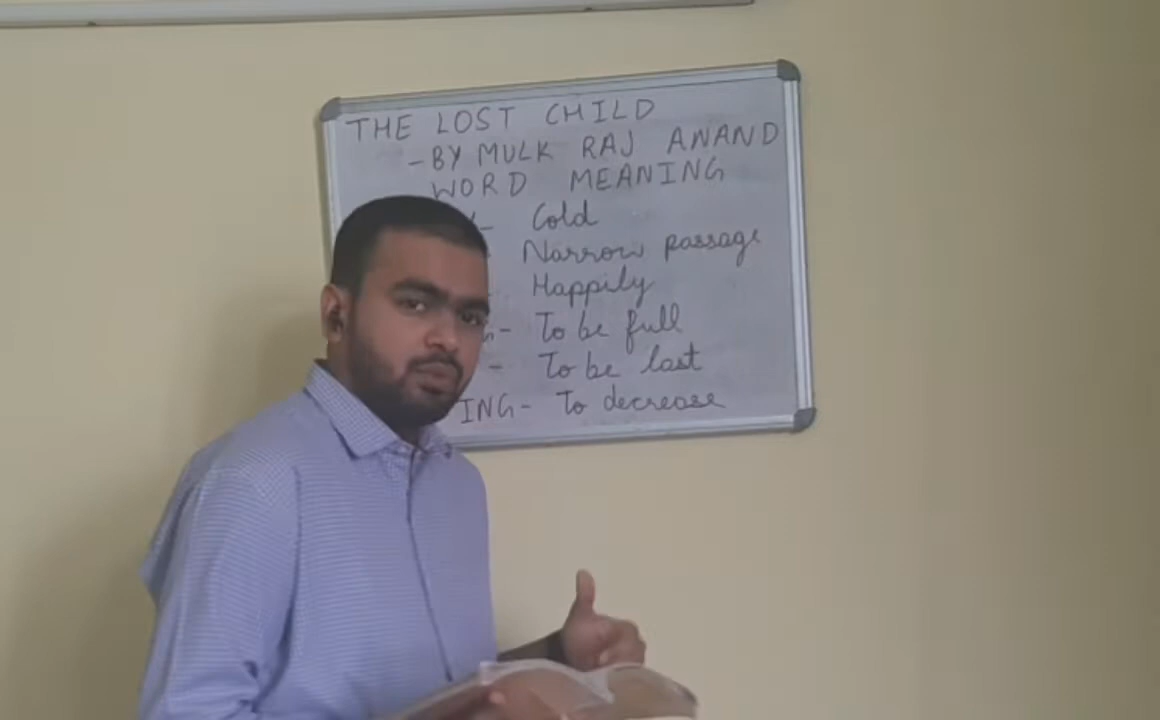 THE LOST CHILD
- BY MULK RAJ ANAND
WORD MEANING
- Cold
Narrow passage
Happily
- To be full
- To be last
ING - To decrease